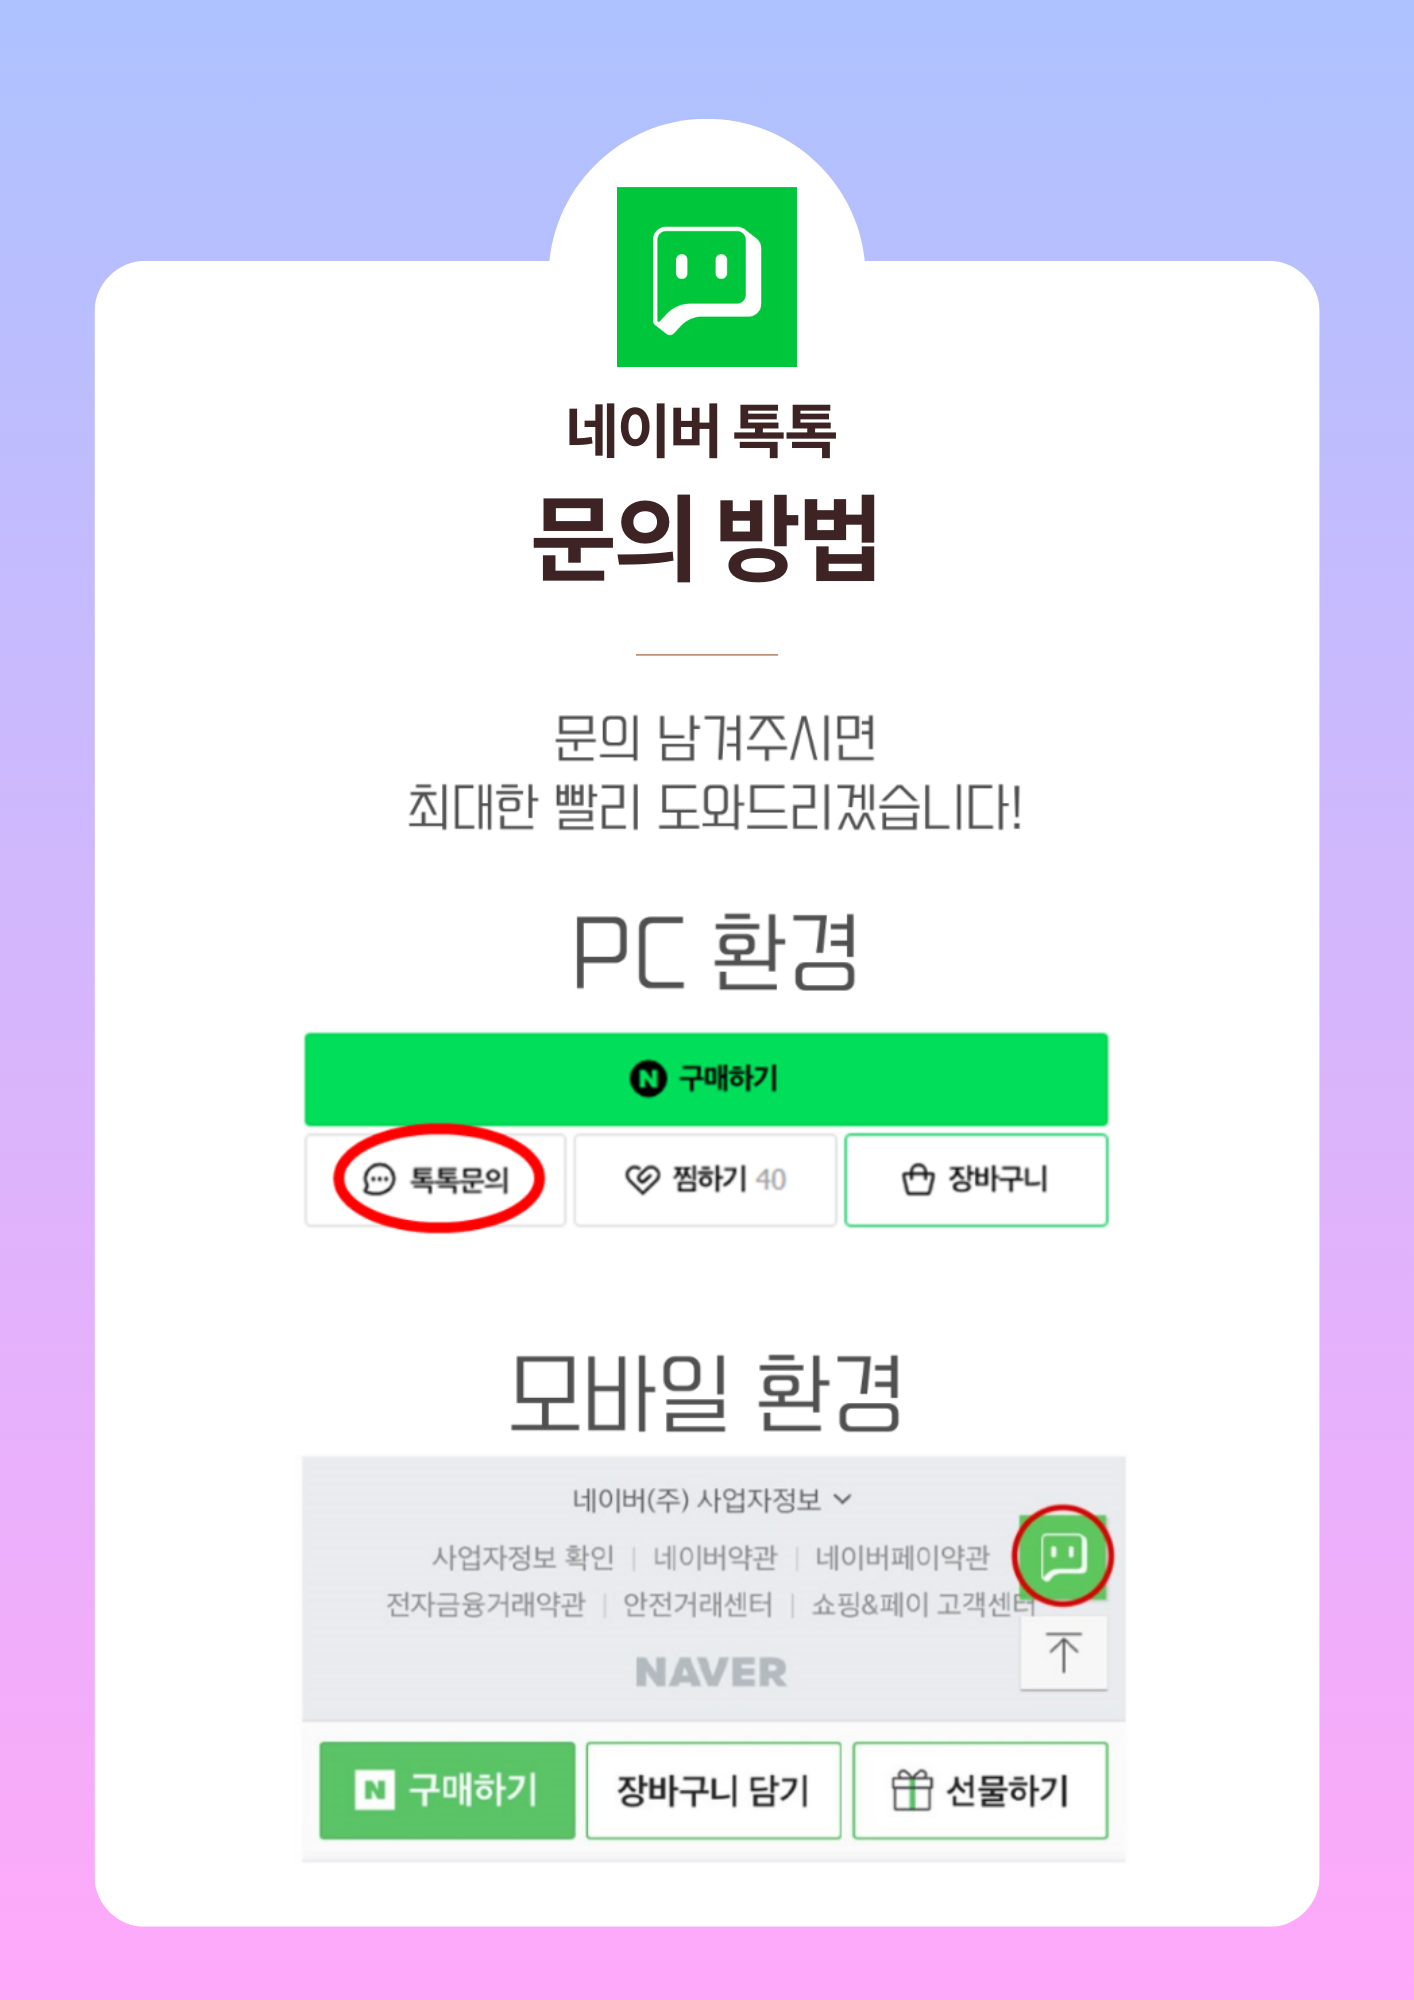 네이버 톡톡
문의 방법
문의 남겨주시면
최대한 빨리 도와드리겠습니다!
PC 환경
N 구매하기
톡톡문의
찜하기 40
장바구니
모바일 환경
네이버(주) 사업자정보
사업자정보 확인 | 네이버약관 | 네이버페이약관
전자금융거래약관 | 안전거래센터 | 쇼핑&페이 고객센터
NAVER
N 구매하기
장바구니 담기
선물하기